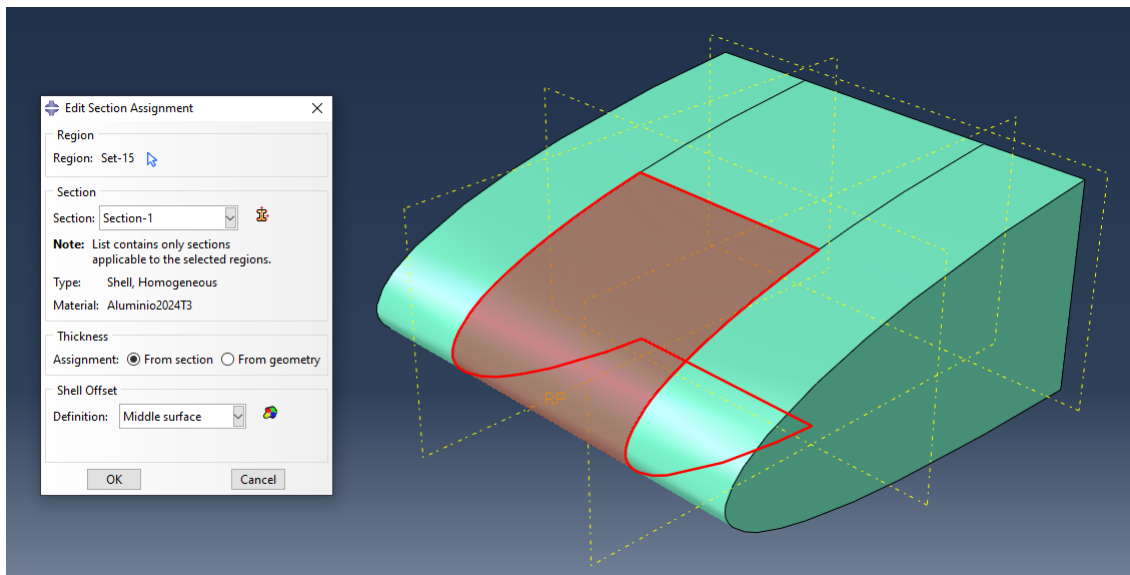 Edit Section Assignment
Region
Region: Set-15
Section
Section: Section-1
Note: List contains only sections
applicable to the selected regions.
Type: Shell, Homogeneous
Material: Aluminio2024T3
Thickness
Assignment: From section From geometry
Shell Offset
Definition: Middle surface
OK Cancel
RP